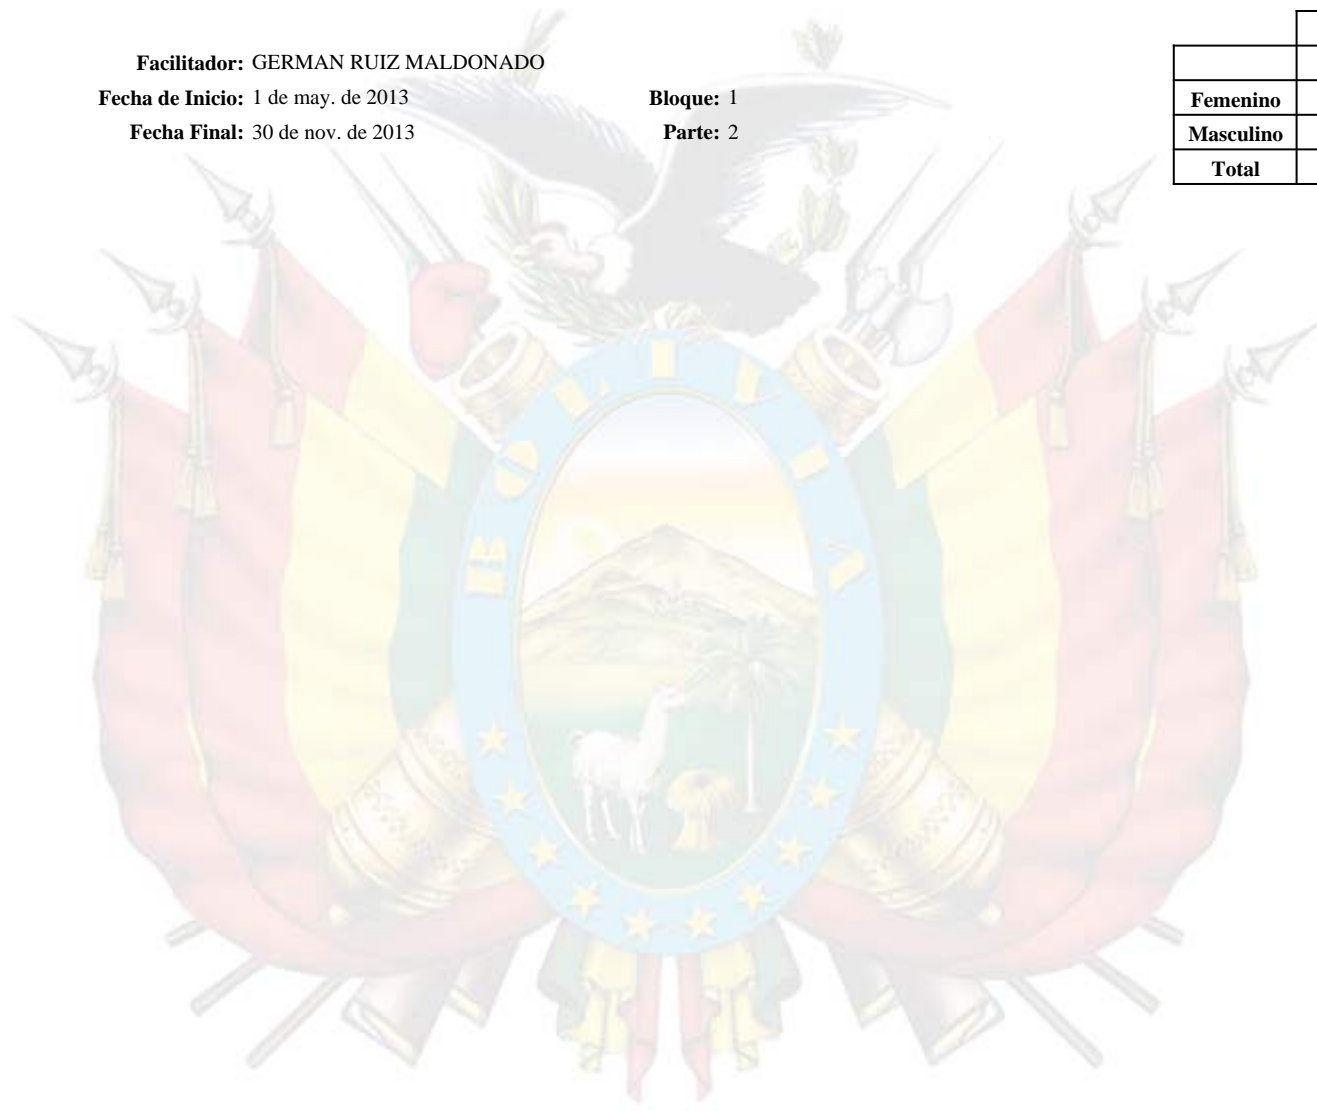 Facilitador: GERMAN RUIZ MALDONADO
Fecha de Inicio: 1 de may. de 2013 Bloque: 1
Fecha Final: 30 de nov. de 2013 Parte: 2
Femenino
Masculino
Total
BOLIVIA